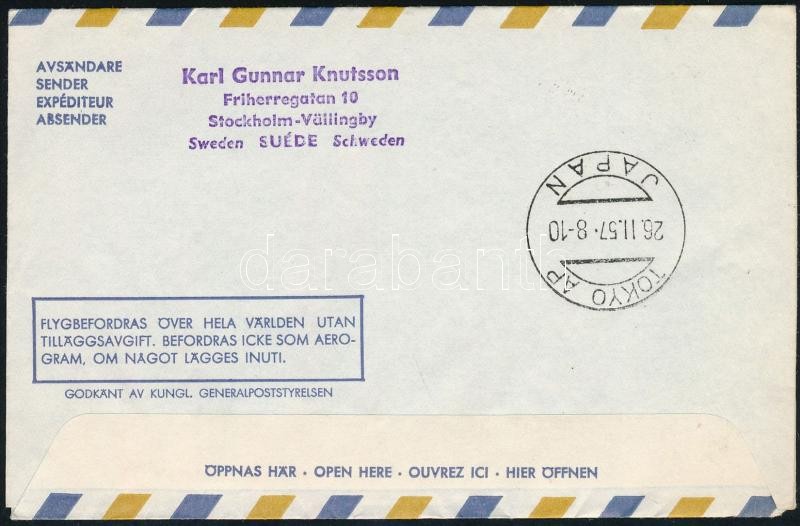 AVSÄNDARE
SENDER
EXPÉDITEUR
ABSENDER
Karl Gunnar Knutsson
Friherregatan 10
Stockholm-Vällingby
Sweden SUÉDE Schweden
JAPAN
26.11.57.8-10
TOKYO AP
darabanth
FLYGBEFORDRAS ÖVER HELA VÄRLDEN UTAN
TILLÄGGSAVGIFT. BEFORDRAS ICKE SOM AERO-
GRAM, OM NÅGOT LÄGGES INUTI.
GODKÄNT AV KUNGL. GENERALPOSTSTYRELSEN
ÖPPNAS HÄR · OPEN HERE · OUVREZ ICI · HIER ÖFFNEN